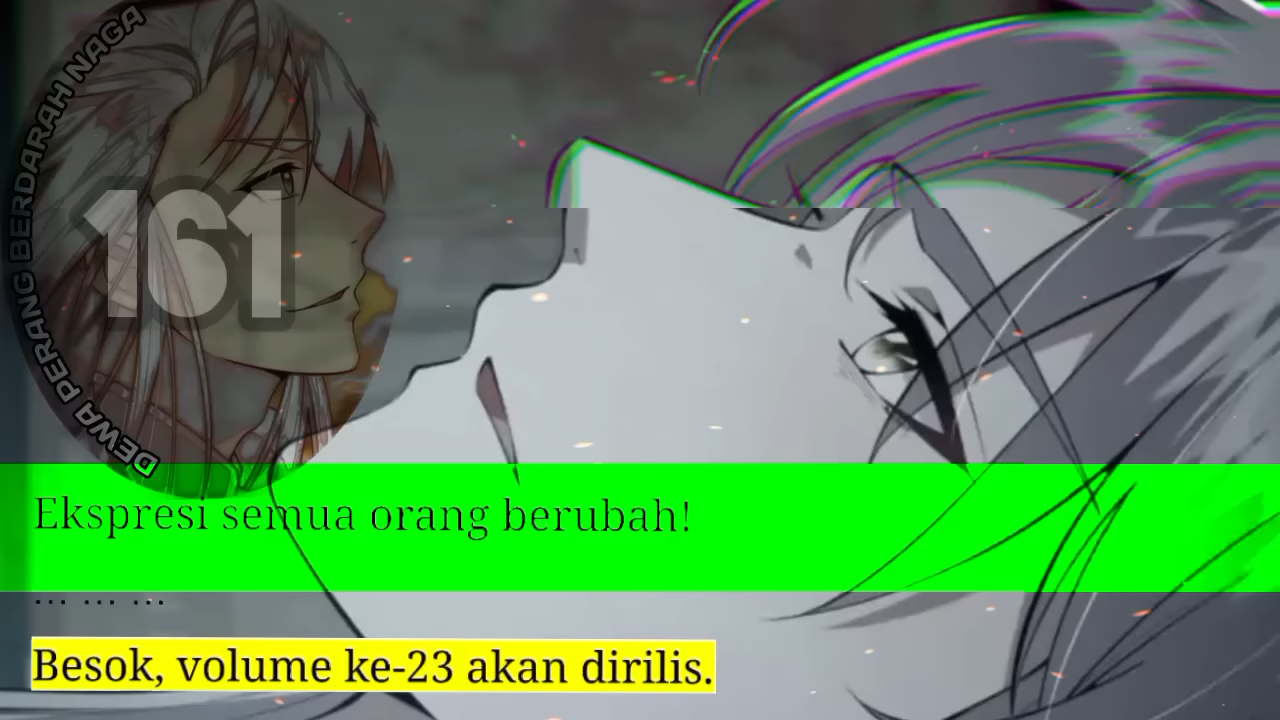 DEWA PERANG BERDARAH NAGA
161
Ekspresi semua orang berubah!
... ... ...
Besok, volume ke-23 akan dirilis.